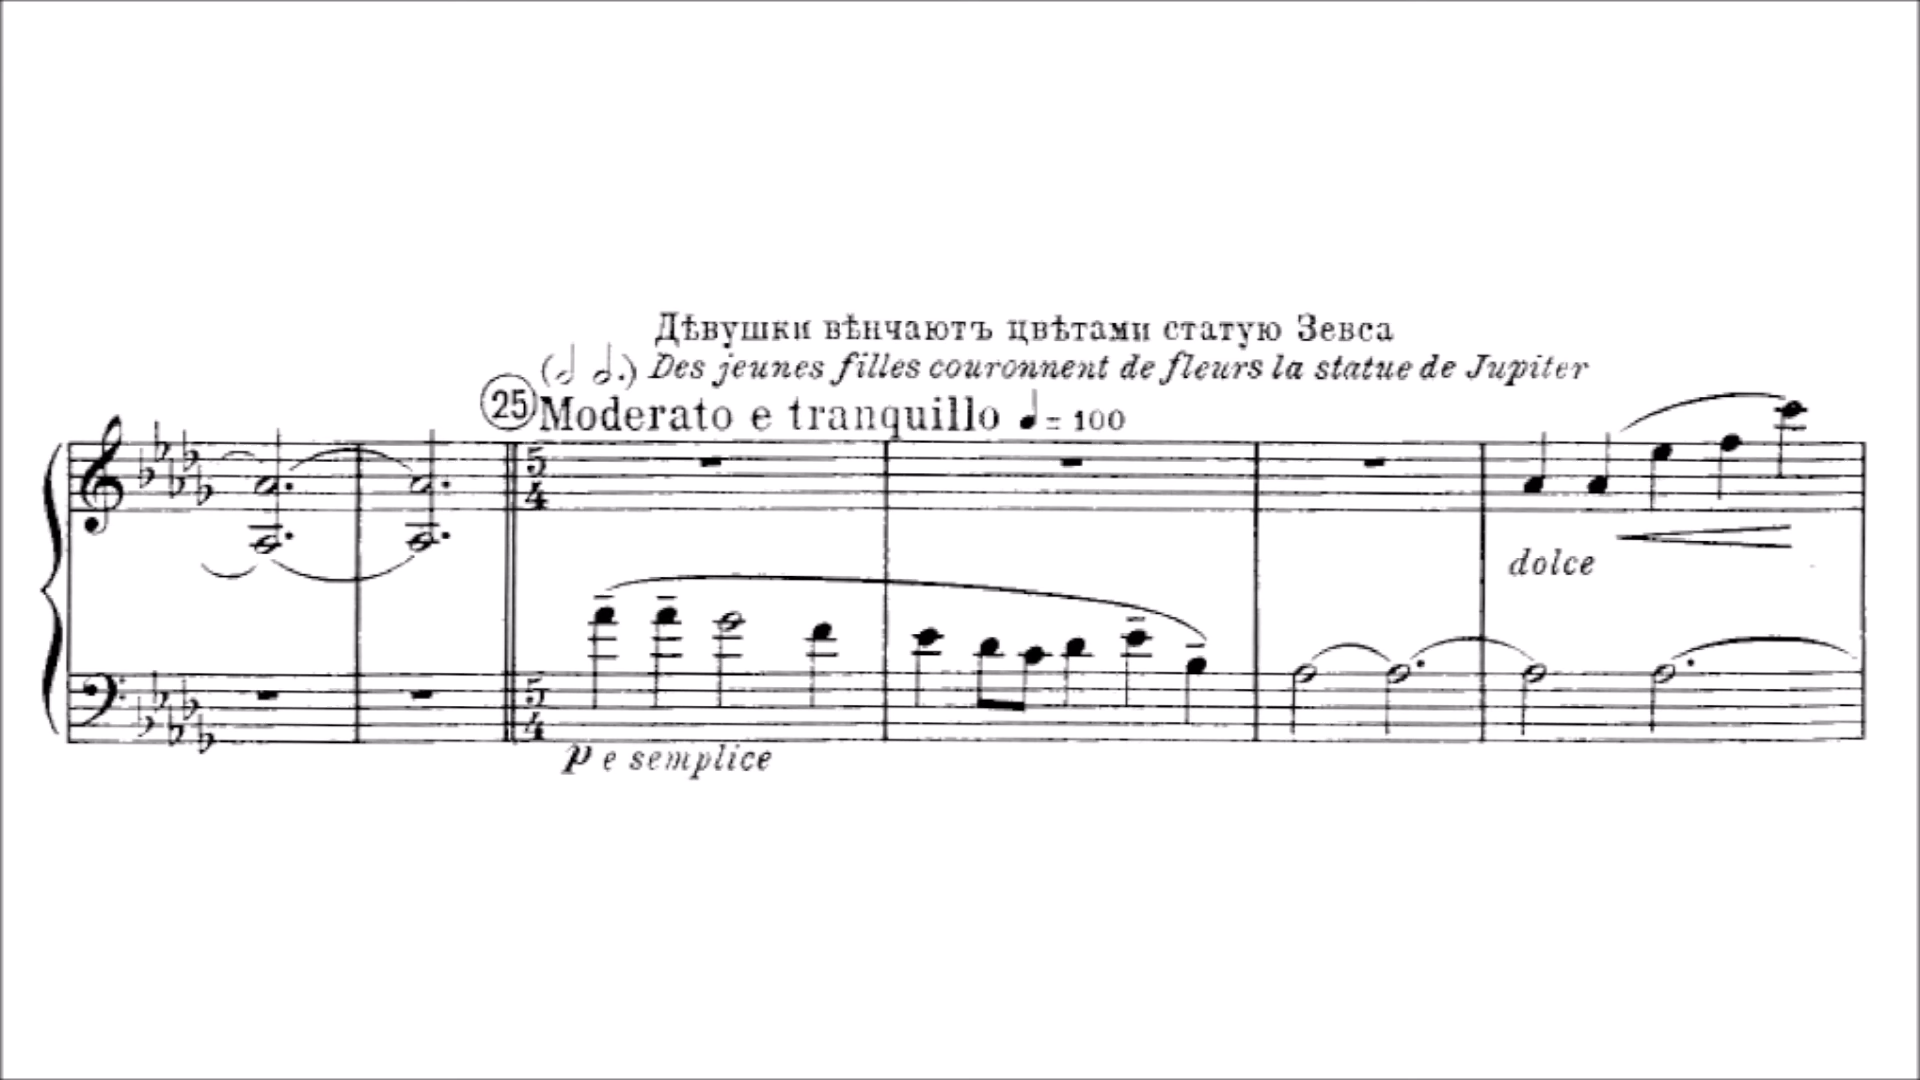 Дѣвушки вѣнчаютъ цвѣтами статую Зевса
Des jeunes filles couronnent de fleurs la statue de Jupiter
25 Moderato e tranquillo ♩ = 100
5
4
dolce
5
4
p e semplice